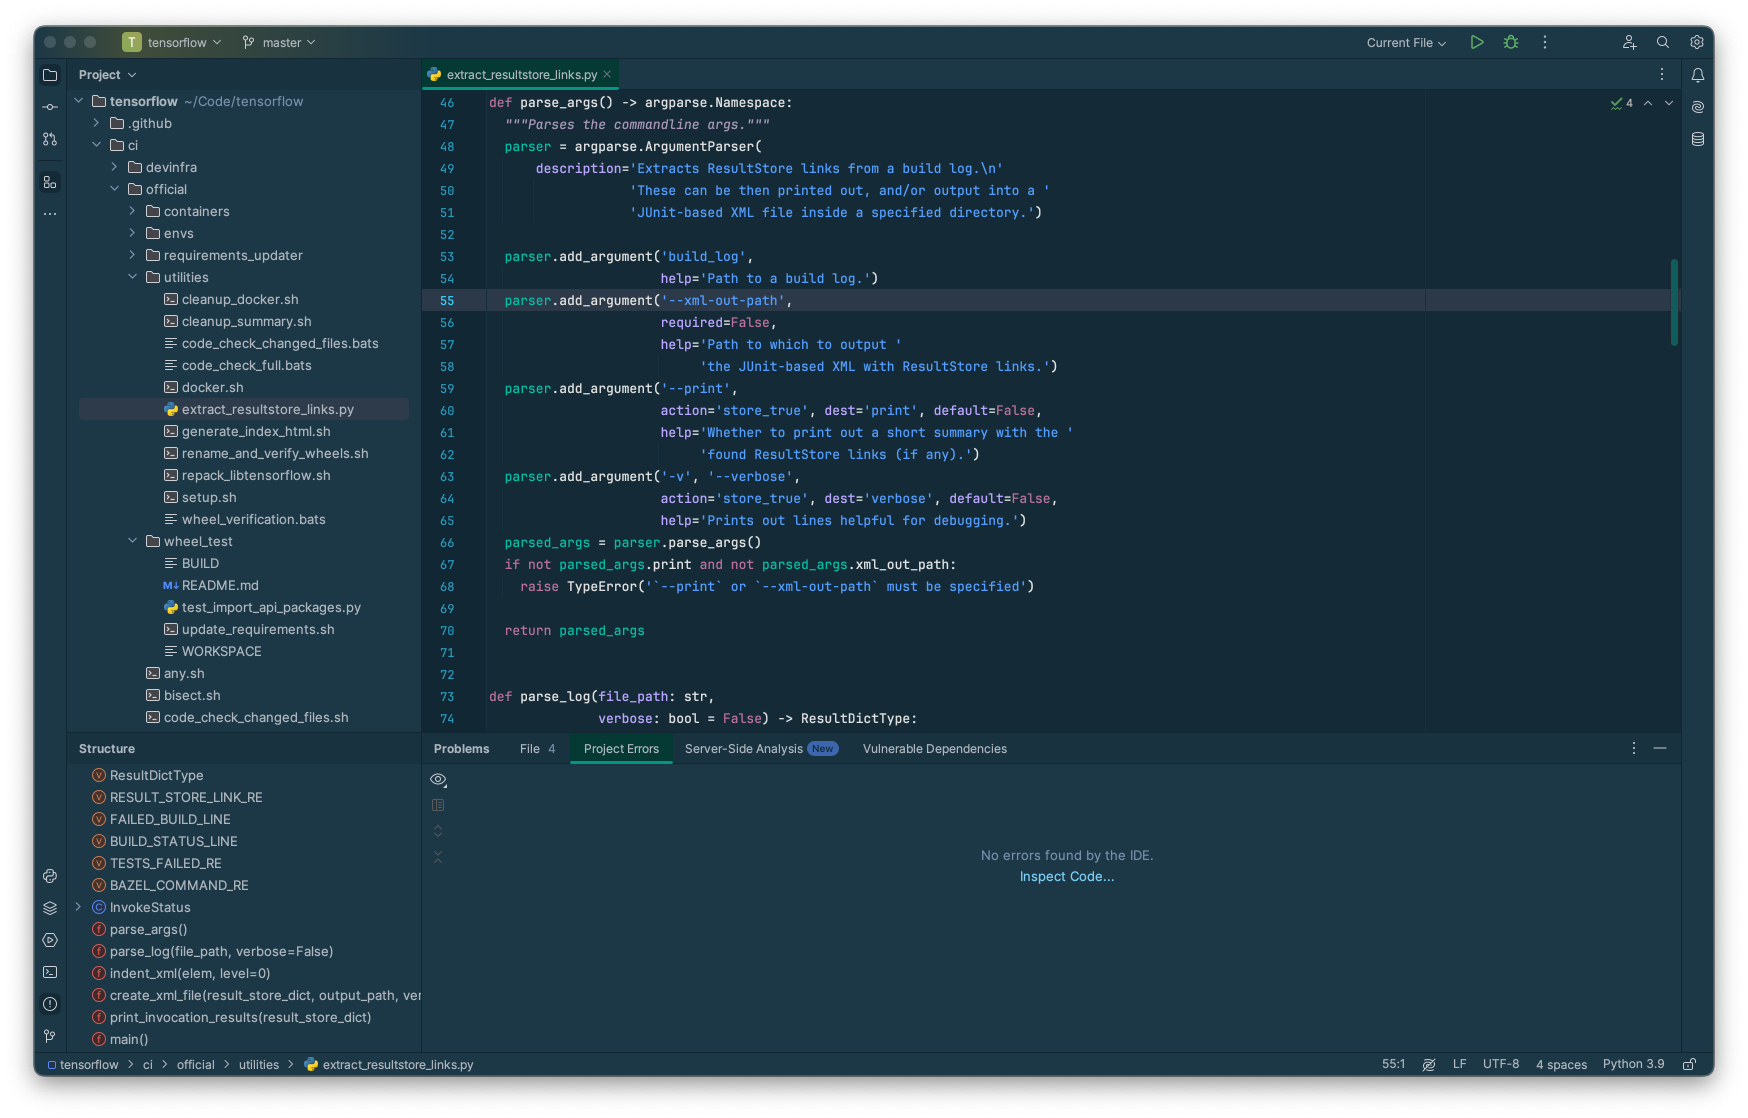 T tensorflow master Current File
Project
tensorflow ~/Code/tensorflow
.github
ci
devinfra
official
containers
envs
requirements_updater
utilities
cleanup_docker.sh
cleanup_summary.sh
code_check_changed_files.bats
code_check_full.bats
docker.sh
extract_resultstore_links.py
generate_index_html.sh
rename_and_verify_wheels.sh
repack_libtensorflow.sh
setup.sh
wheel_verification.bats
wheel_test
BUILD
M↓ README.md
test_import_api_packages.py
update_requirements.sh
WORKSPACE
any.sh
bisect.sh
code_check_changed_files.sh
extract_resultstore_links.py
4
46 def parse_args() -> argparse.Namespace:
47 """Parses the commandline args."""
48 parser = argparse.ArgumentParser(
49 description='Extracts ResultStore links from a build log.\n'
50 'These can be then printed out, and/or output into a '
51 'JUnit-based XML file inside a specified directory.')
52
53 parser.add_argument('build_log',
54 help='Path to a build log.')
55 parser.add_argument('--xml-out-path',
56 required=False,
57 help='Path to which to output '
58 'the JUnit-based XML with ResultStore links.')
59 parser.add_argument('--print',
60 action='store_true', dest='print', default=False,
61 help='Whether to print out a short summary with the '
62 'found ResultStore links (if any).')
63 parser.add_argument('-v', '--verbose',
64 action='store_true', dest='verbose', default=False,
65 help='Prints out lines helpful for debugging.')
66 parsed_args = parser.parse_args()
67 if not parsed_args.print and not parsed_args.xml_out_path:
68 raise TypeError('`--print` or `--xml-out-path` must be specified')
69
70 return parsed_args
71
72
73 def parse_log(file_path: str,
74 verbose: bool = False) -> ResultDictType:
Structure
V ResultDictType
V RESULT_STORE_LINK_RE
V FAILED_BUILD_LINE
V BUILD_STATUS_LINE
V TESTS_FAILED_RE
V BAZEL_COMMAND_RE
C InvokeStatus
f parse_args()
f parse_log(file_path, verbose=False)
f indent_xml(elem, level=0)
f create_xml_file(result_store_dict, output_path, ver
f print_invocation_results(result_store_dict)
f main()
Problems File 4 Project Errors Server-Side Analysis New Vulnerable Dependencies
No errors found by the IDE.
Inspect Code...
tensorflow > ci > official > utilities > extract_resultstore_links.py
55:1 LF UTF-8 4 spaces Python 3.9